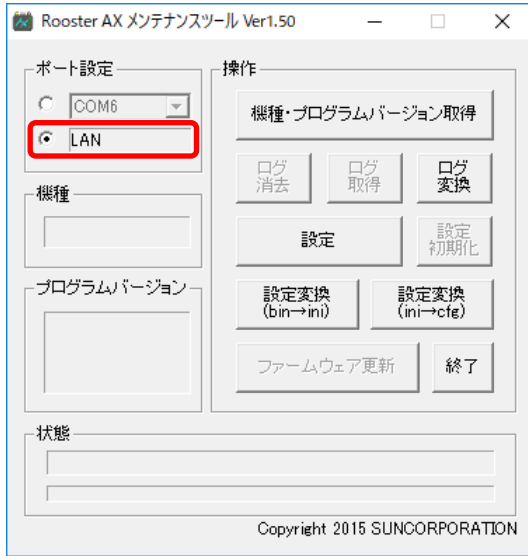 Rooster AX メンテナンスツール Ver1.50
ポート設定
COM6
LAN
機種
プログラムバージョン
操作
機種・プログラムバージョン取得
ログ
消去
ログ
取得
ログ
変換
設定
設定
初期化
設定変換
(bin→ini)
設定変換
(ini→cfg)
ファームウェア更新
終了
状態
Copyright 2015 SUNCORPORATION